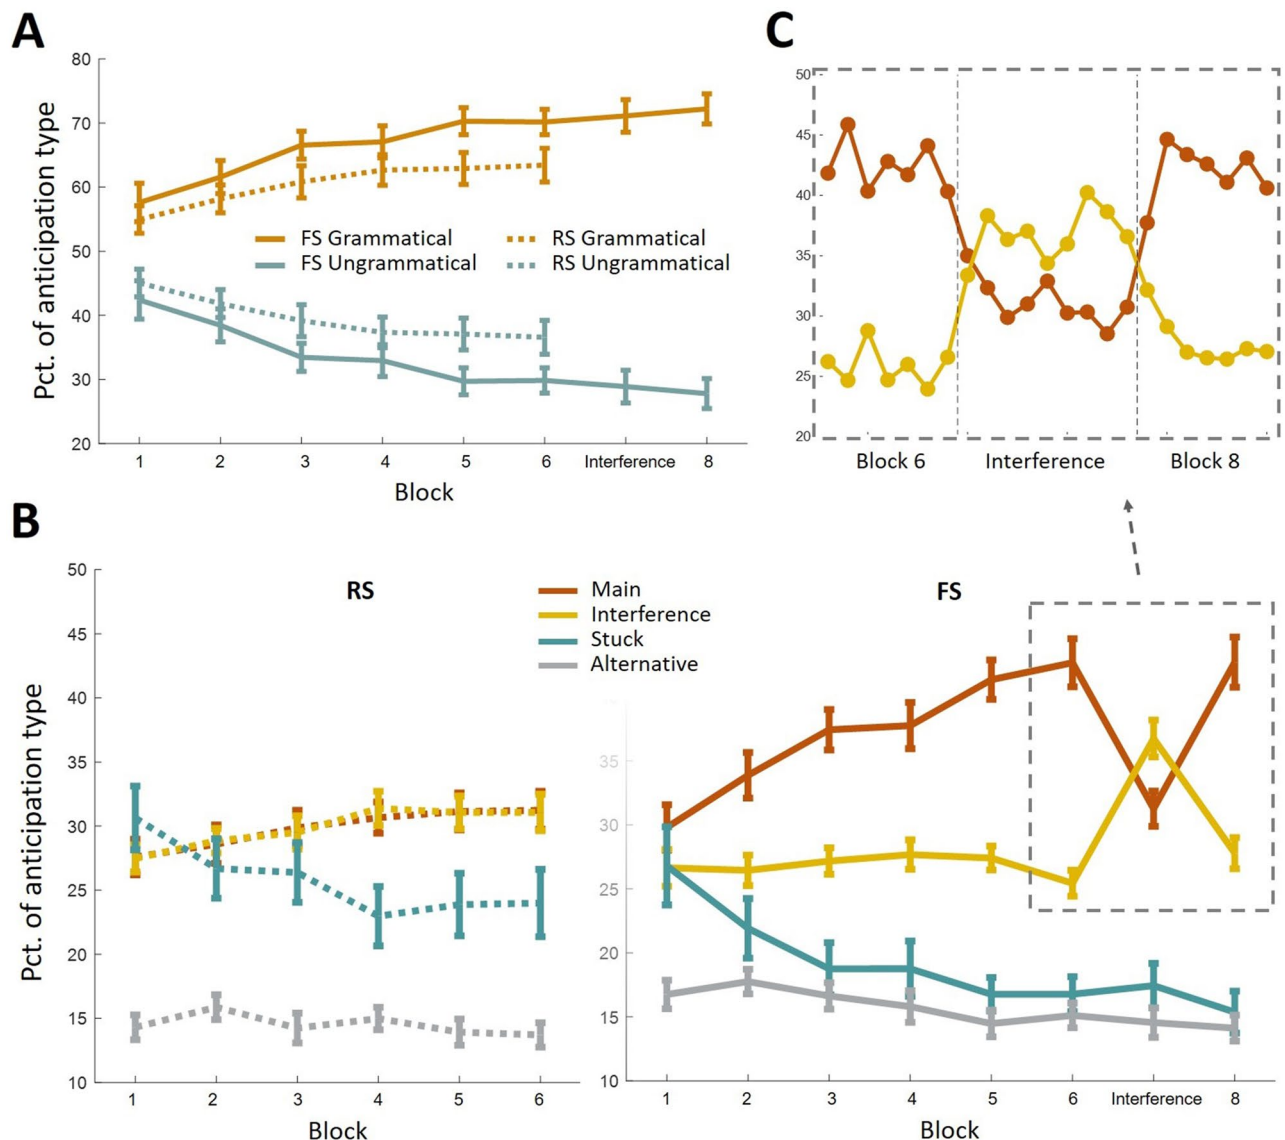 A
C
80
70
60
50
40
30
20
Pct. of anticipation type
FS Grammatical
RS Grammatical
FS Ungrammatical
RS Ungrammatical
1 2 3 4 5 6 Interference 8
Block
50
45
40
35
30
25
20
Block 6 Interference Block 8
B
50
45
40
35
30
25
20
15
10
Pct. of anticipation type
RS
Main
Interference
Stuck
Alternative
FS
1 2 3 4 5 6
Block
35
30
25
20
15
10
1 2 3 4 5 6 Interference 8
Block